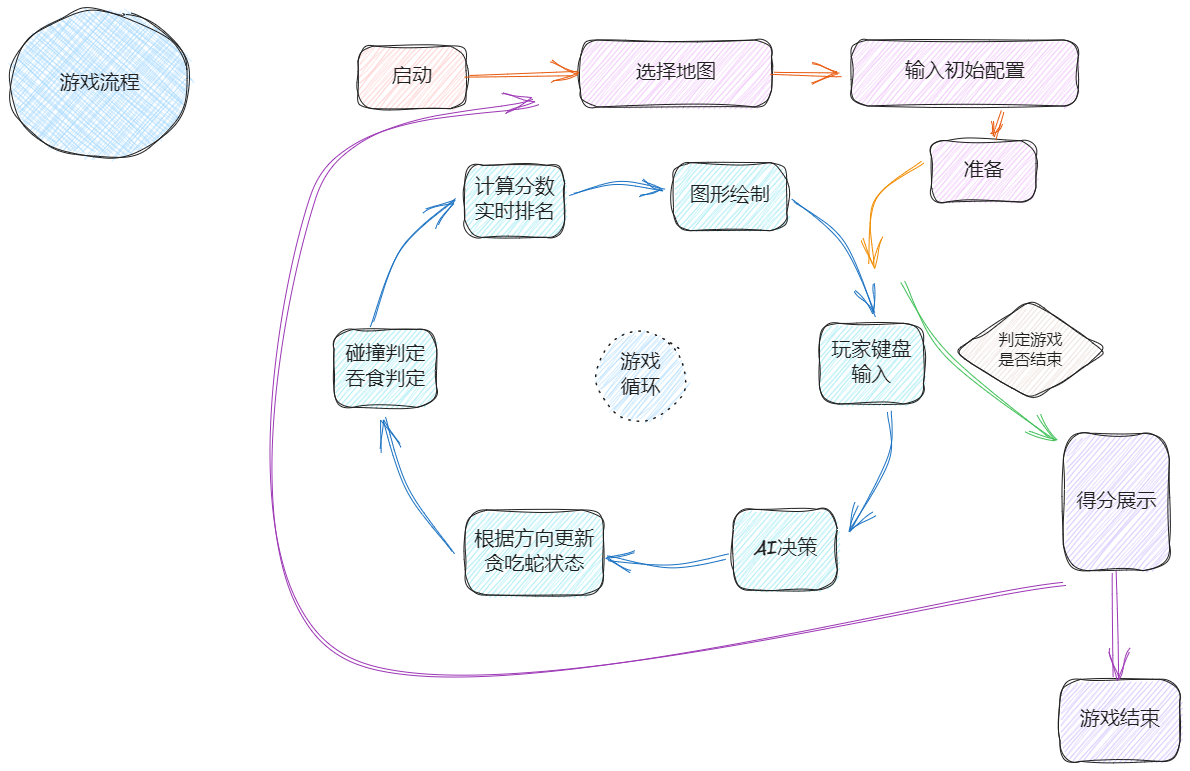 游戏流程
启动
选择地图
输入初始配置
准备
计算分数
实时排名
图形绘制
碰撞判定
吞食判定
游戏
循环
玩家键盘
输入
判定游戏
是否结束
根据方向更新
贪吃蛇状态
AI决策
得分展示
游戏结束